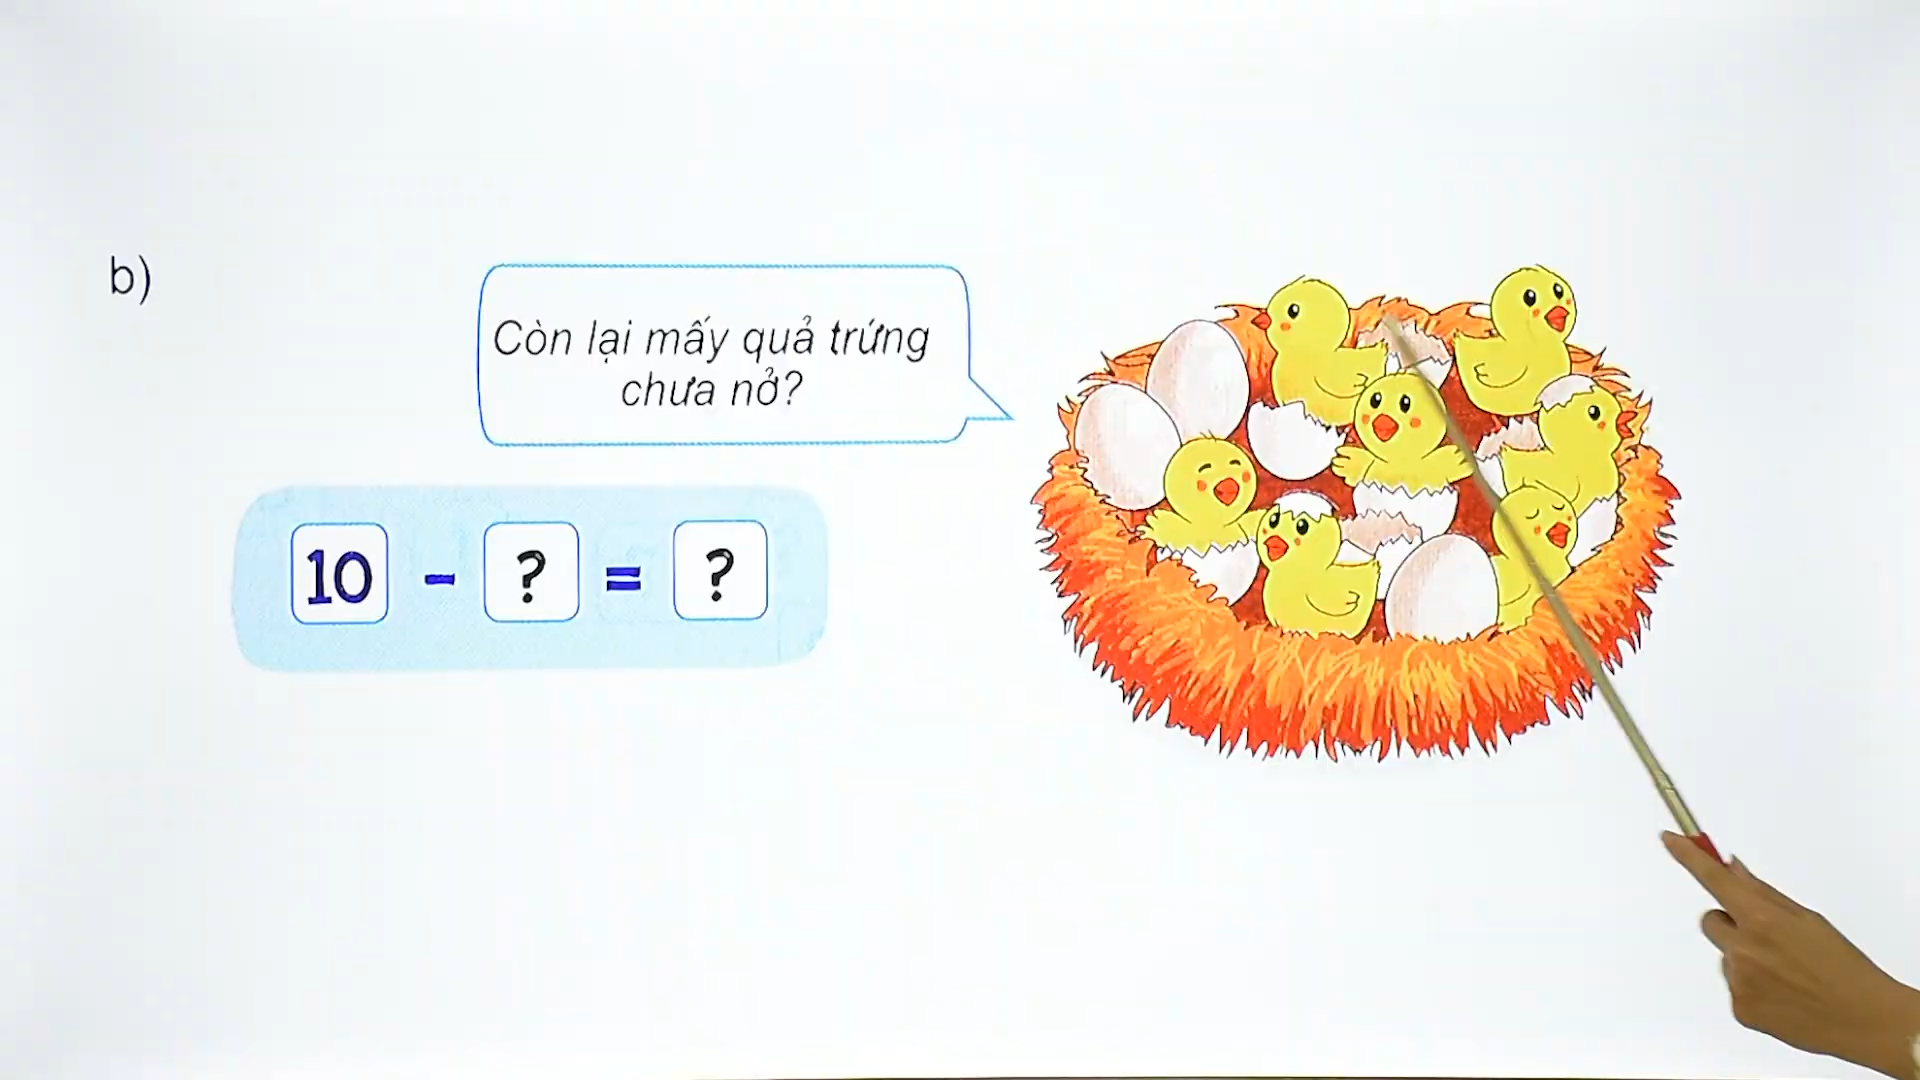 b)
Còn lại mấy quả trứng
chưa nở?
10 - ? = ?